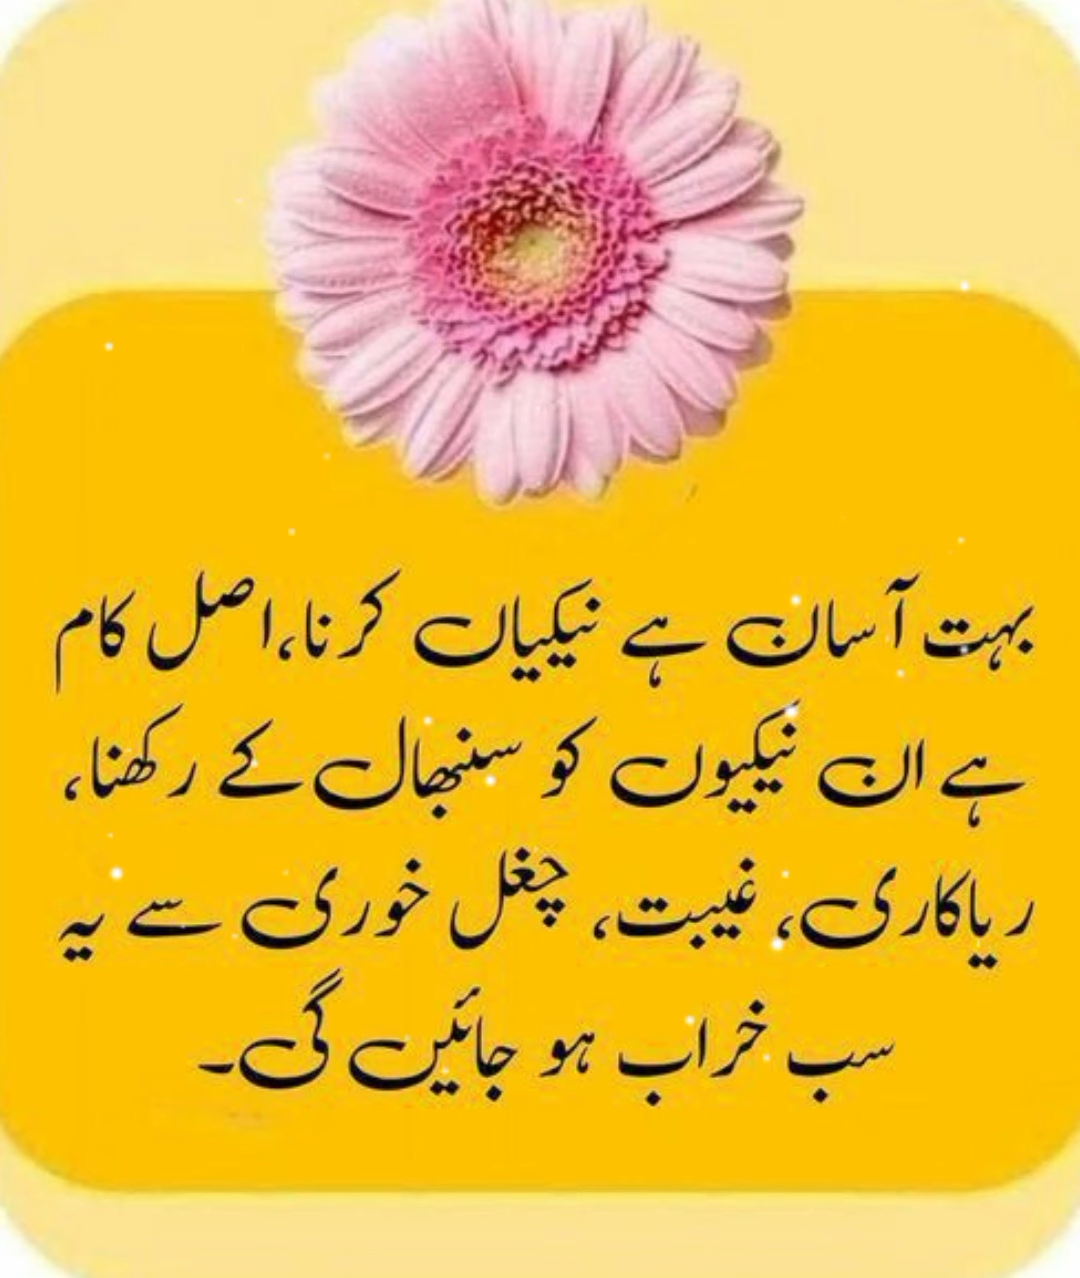 بہت آسان ہے نیکیاں کرنا،اصل کام
ہے ان نیکیوں کو سنبھال کے رکھنا،
ریاکاری، غیبت، چغل خوری سے یہ
سب خراب ہو جائیں گی۔